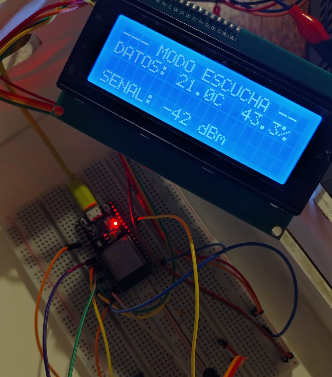 --- MODO ESCUCHA ---
DATOS: 21.0C 43.3%
SENAL: -42 dBm